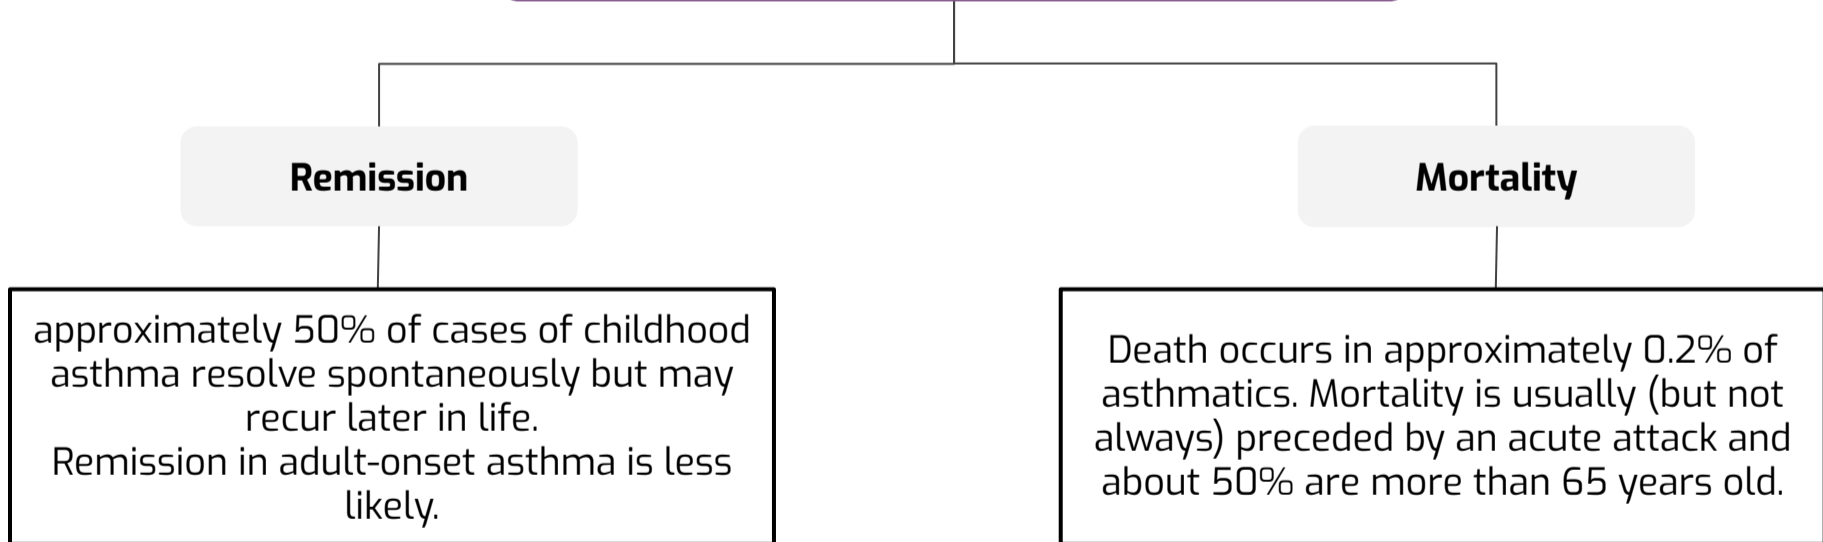 Remission
Mortality
approximately 50% of cases of childhood
asthma resolve spontaneously but may
recur later in life.
Remission in adult-onset asthma is less
likely.
Death occurs in approximately 0.2% of
asthmatics. Mortality is usually (but not
always) preceded by an acute attack and
about 50% are more than 65 years old.